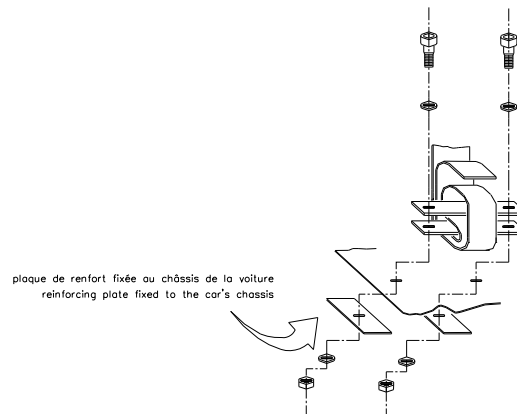 plaque de renfort fixée au châssis de la voiture
reinforcing plate fixed to the car's chassis